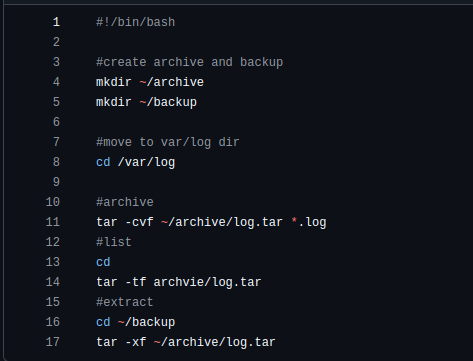 1 #!/bin/bash
2
3 #create archive and backup
4 mkdir ~/archive
5 mkdir ~/backup
6
7 #move to var/log dir
8 cd /var/log
9
10 #archive
11 tar -cvf ~/archive/log.tar *.log
12 #list
13 cd
14 tar -tf archvie/log.tar
15 #extract
16 cd ~/backup
17 tar -xf ~/archive/log.tar